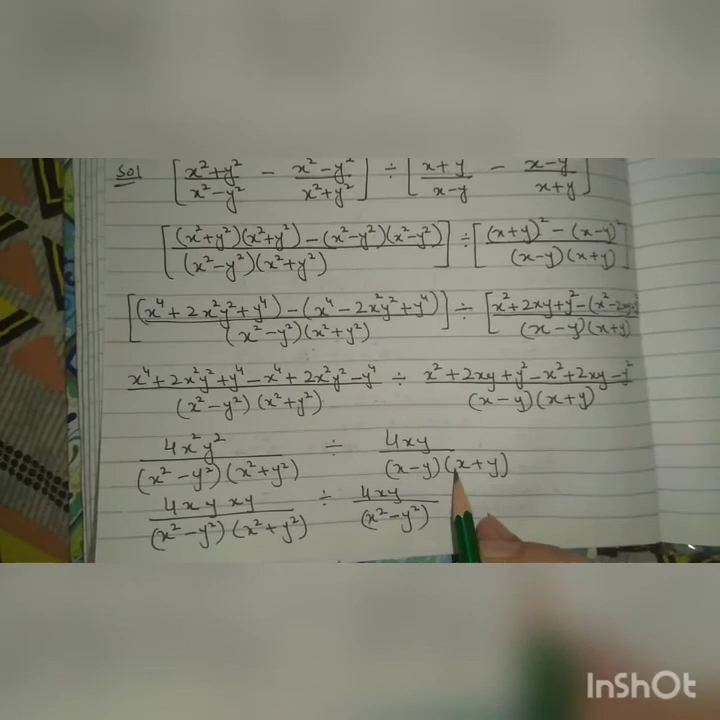 Sol [x²+y²/x²-y² - x²-y²/x²+y²] ÷ [x+y/x-y - x-y/x+y]
[(x²+y²)(x²+y²)-(x²-y²)(x²-y²)/(x²-y²)(x²+y²)] ÷ [(x+y)²-(x-y)²/(x-y)(x+y)]
[(x⁴+2x²y²+y⁴)-(x⁴-2x²y²+y⁴)/(x²-y²)(x²+y²)] ÷ [x²+2xy+y²-(x²-2xy/(x-y)(x+y)
x⁴+2x²y²+y⁴-x⁴+2x²y²-y⁴/(x²-y²)(x²+y²) ÷ x²+2xy+y²-x²+2xy-y²/(x-y)(x+y)
4x²y²/(x²-y²)(x²+y²) ÷ 4xy/(x-y)(x+y)
4xy xy/(x²-y²)(x²+y²) ÷ 4xy/(x²-y²)
InShOt